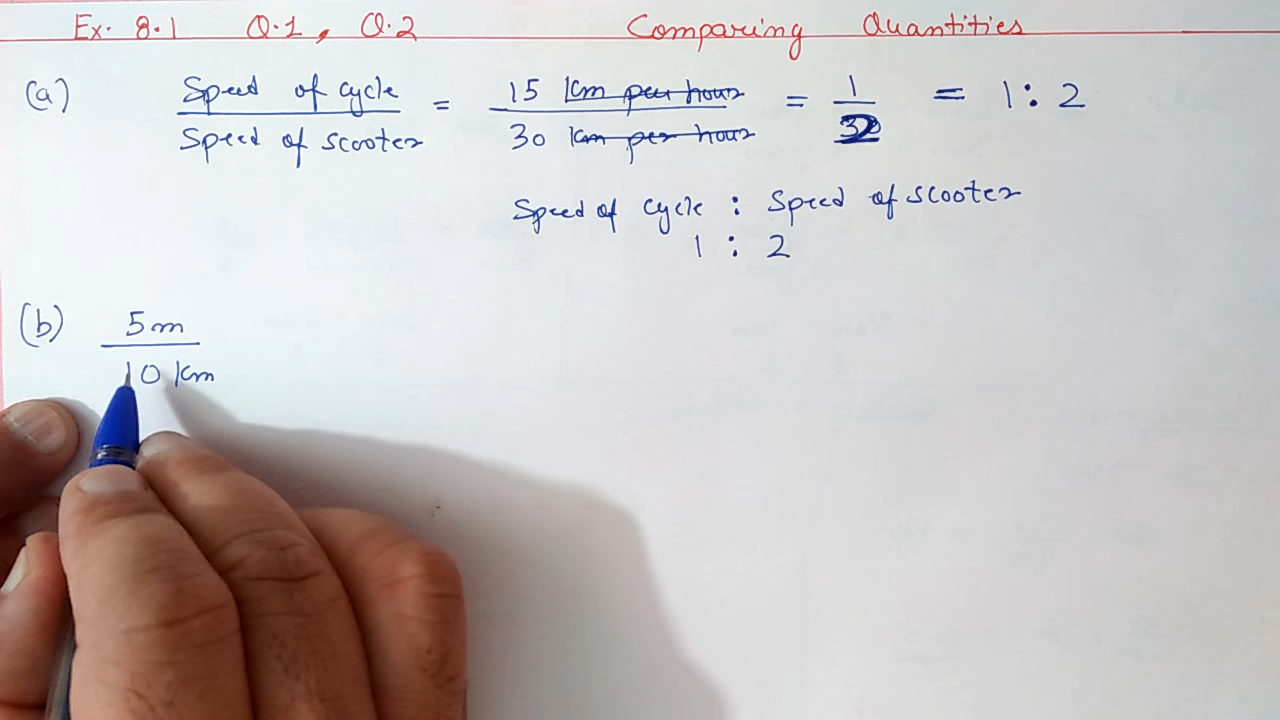 Ex. 8.1 Q.1, Q.2 Comparing Quantities
(a) Speed of cycle / Speed of scooter = 15 km per hour / 30 km per hour = 1 / 2 = 1 : 2
Speed of cycle : Speed of scooter
1 : 2
(b) 5m / 10 km